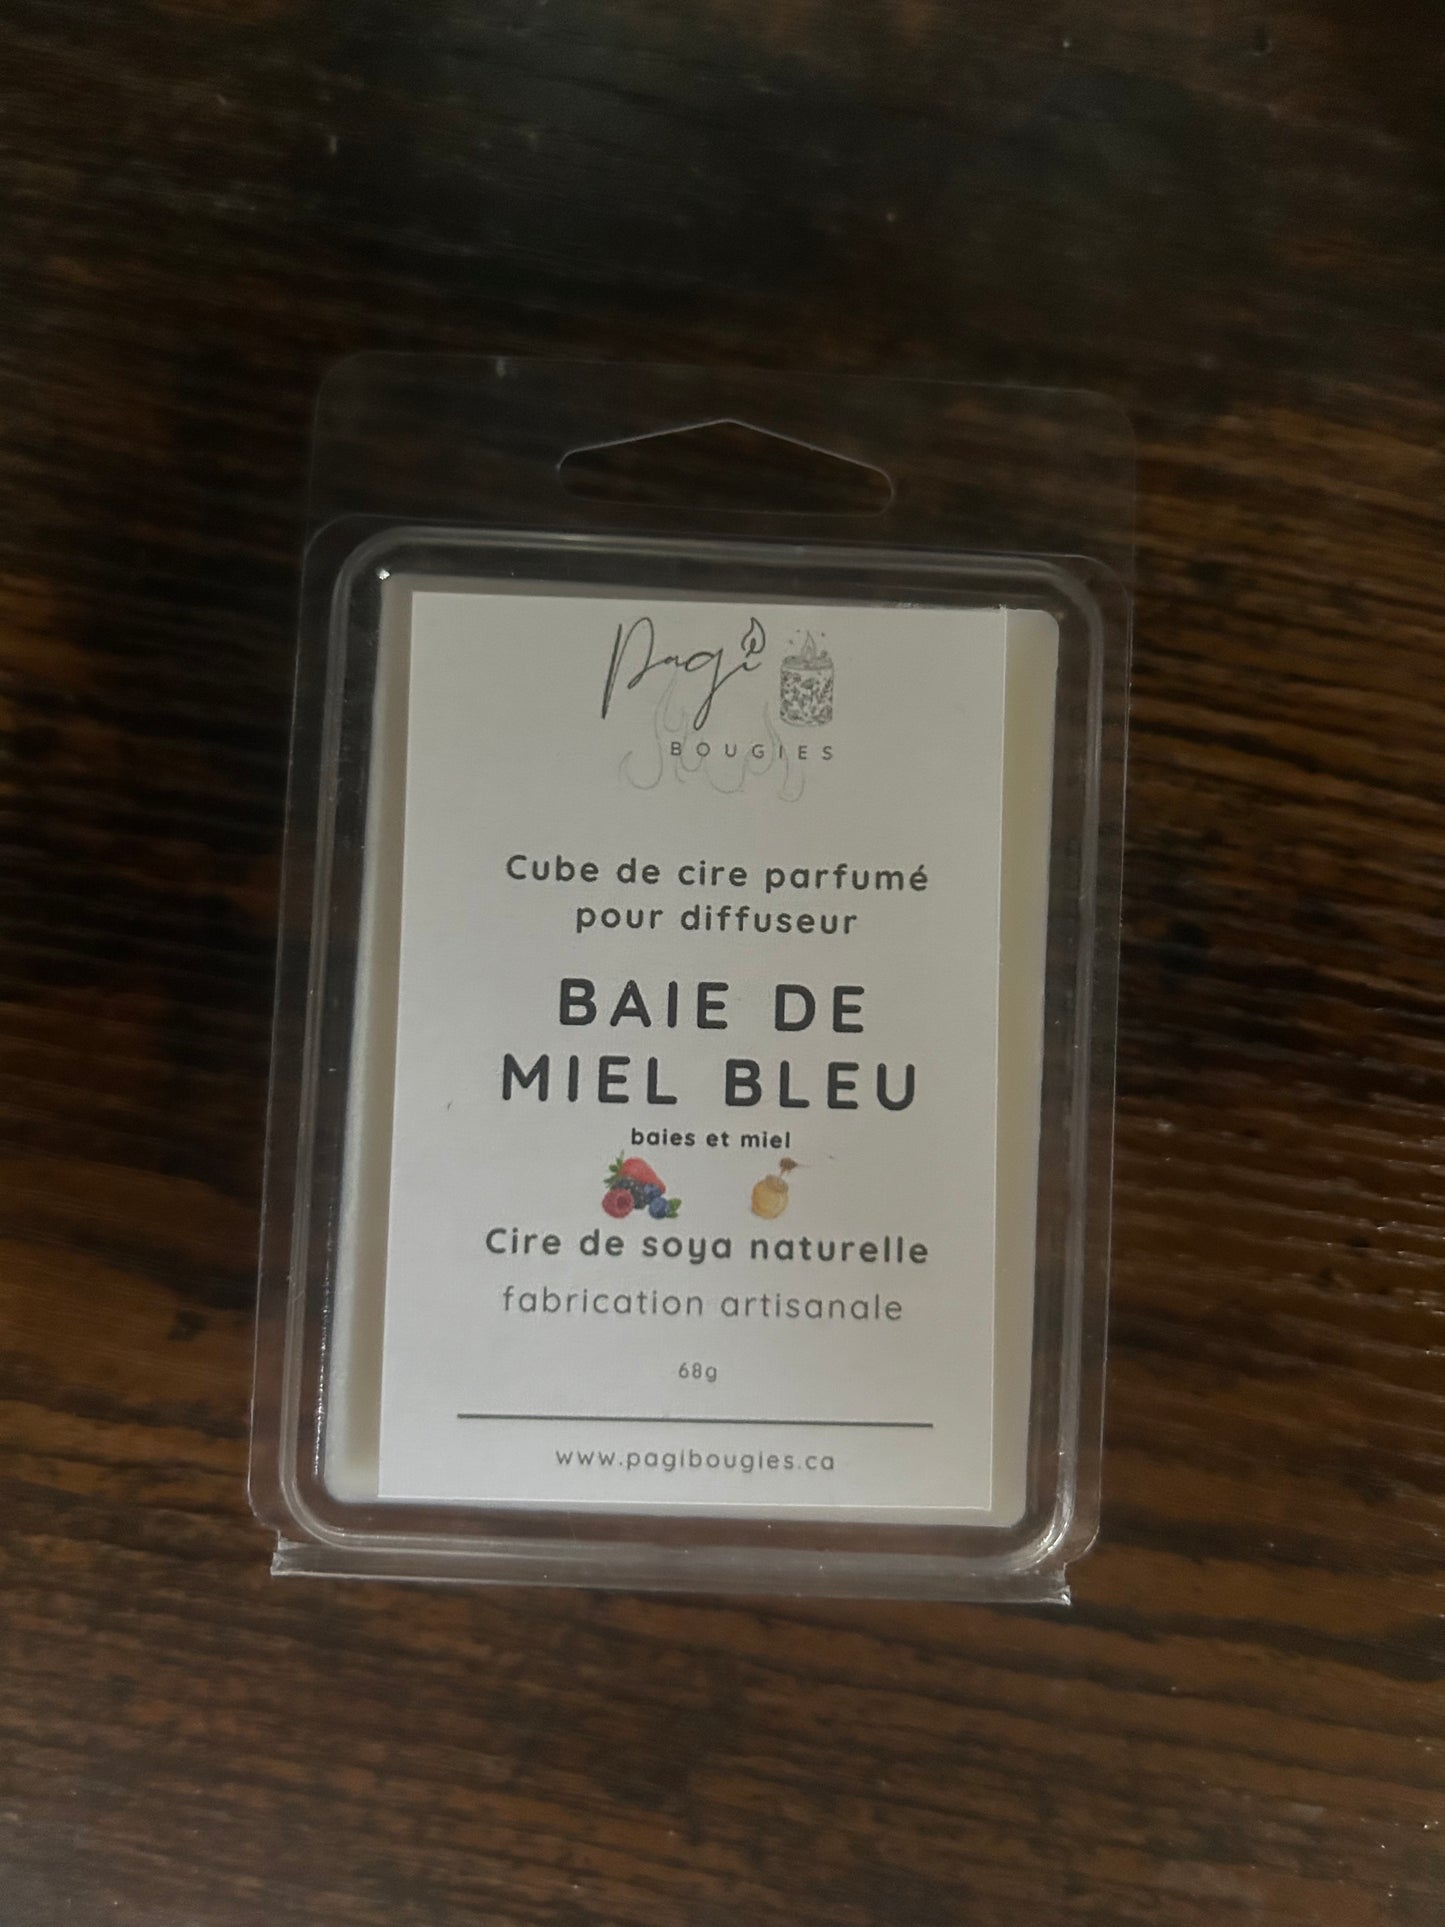 Pagi
BOUGIES
Cube de cire parfumé
pour diffuseur
BAIE DE
MIEL BLEU
baies et miel
Cire de soya naturelle
fabrication artisanale
68g
www.pagibougies.ca